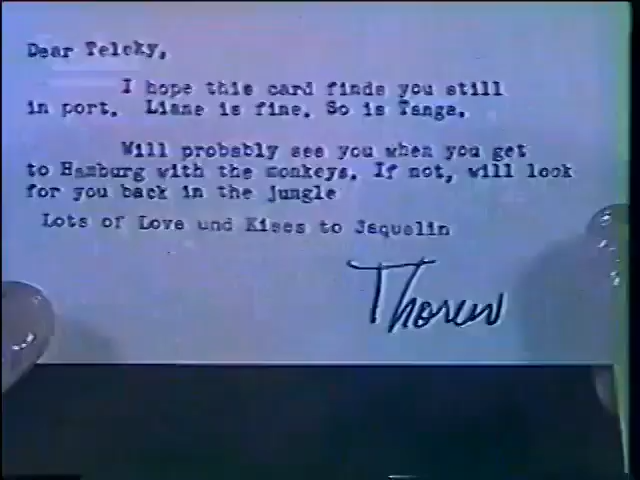 Dear Teleky,
I hope this card finds you still
in port. Liane is fine. So is Tanga.
Will probably see you when you get
to Hamburg with the monkeys. If not, will look
for you back in the jungle
Lots of Love und Kises to Jaquelin
Thoren